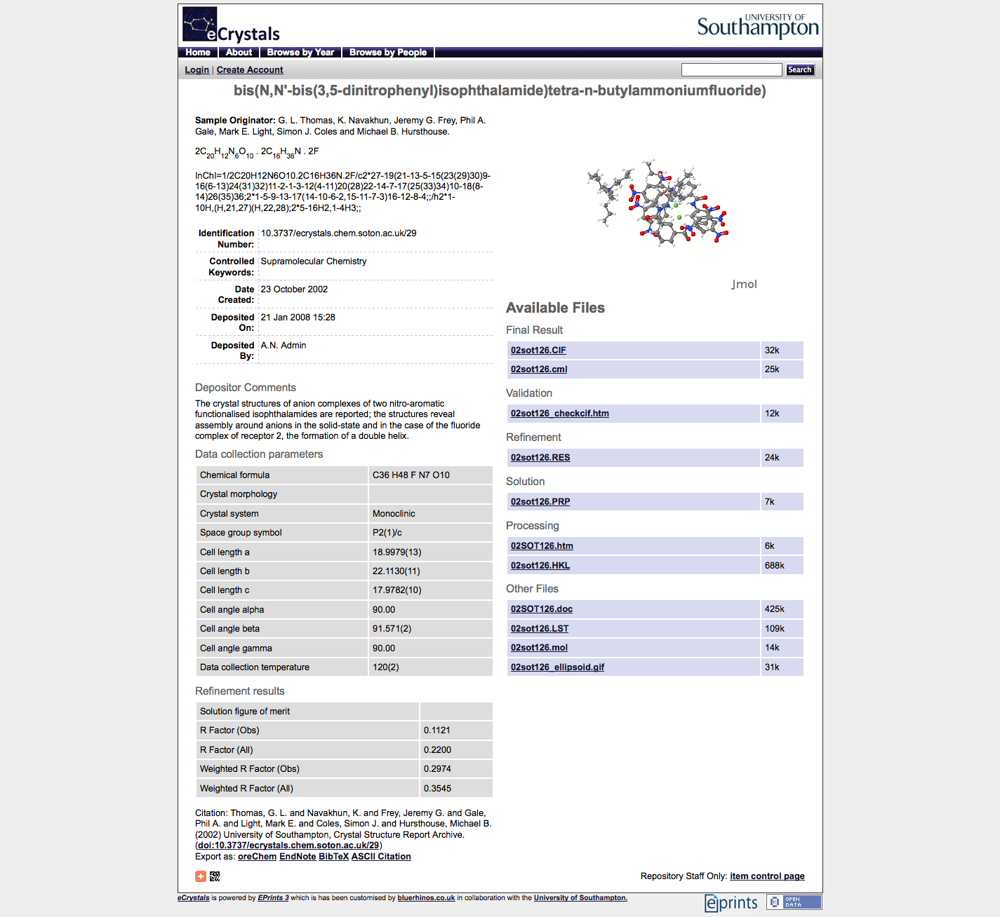 eCrystals
UNIVERSITY OF
Southampton
Home About Browse by Year Browse by People
Login | Create Account
Search
bis(N,N'-bis(3,5-dinitrophenyl)isophthalamide)tetra-n-butylammoniumfluoride)
Sample Originator: G. L. Thomas, K. Navakhun, Jeremy G. Frey, Phil A.
Gale, Mark E. Light, Simon J. Coles and Michael B. Hursthouse.
2C20H12N6O10 . 2C16H36N . 2F
InChI=1/2C20H12N6O10.2C16H36N.2F/c2*27-19(21-13-5-15(23(29)30)9-
16(6-13)24(31)32)11-2-1-3-12(4-11)20(28)22-14-7-17(25(33)34)10-18(8-
14)26(35)36;2*1-5-9-13-17(14-10-6-2,15-11-7-3)16-12-8-4;;/h2*1-
10H,(H,21,27)(H,22,28);2*5-16H2,1-4H3;;
Identification
Number: 10.3737/ecrystals.chem.soton.ac.uk/29
Controlled
Keywords: Supramolecular Chemistry
Date
Created: 23 October 2002
Deposited
On: 21 Jan 2008 15:28
Deposited
By: A.N. Admin
Depositor Comments
The crystal structures of anion complexes of two nitro-aromatic
functionalised isophthalamides are reported; the structures reveal
assembly around anions in the solid-state and in the case of the fluoride
complex of receptor 2, the formation of a double helix.
Data collection parameters
Chemical formula C36 H48 F N7 O10
Crystal morphology
Crystal system Monoclinic
Space group symbol P2(1)/c
Cell length a 18.9979(13)
Cell length b 22.1130(11)
Cell length c 17.9782(10)
Cell angle alpha 90.00
Cell angle beta 91.571(2)
Cell angle gamma 90.00
Data collection temperature 120(2)
Refinement results
Solution figure of merit
R Factor (Obs) 0.1121
R Factor (All) 0.2200
Weighted R Factor (Obs) 0.2974
Weighted R Factor (All) 0.3545
Citation: Thomas, G. L. and Navakhun, K. and Frey, Jeremy G. and Gale,
Phil A. and Light, Mark E. and Coles, Simon J. and Hursthouse, Michael B.
(2002) University of Southampton, Crystal Structure Report Archive.
(doi:10.3737/ecrystals.chem.soton.ac.uk/29)
Export as: oreChem EndNote BibTeX ASCII Citation
Jmol
Available Files
Final Result
02sot126.CIF 32k
02sot126.cml 25k
Validation
02sot126_checkcif.htm 12k
Refinement
02sot126.RES 24k
Solution
02sot126.PRP 7k
Processing
02SOT126.htm 6k
02sot126.HKL 688k
Other Files
02SOT126.doc 425k
02sot126.LST 109k
02sot126.mol 14k
02sot126_ellipsoid.gif 31k
Repository Staff Only: item control page
eCrystals is powered by EPrints 3 which is has been customised by bluerhinos.co.uk in collaboration with the University of Southampton.
eprints
OPEN
DATA